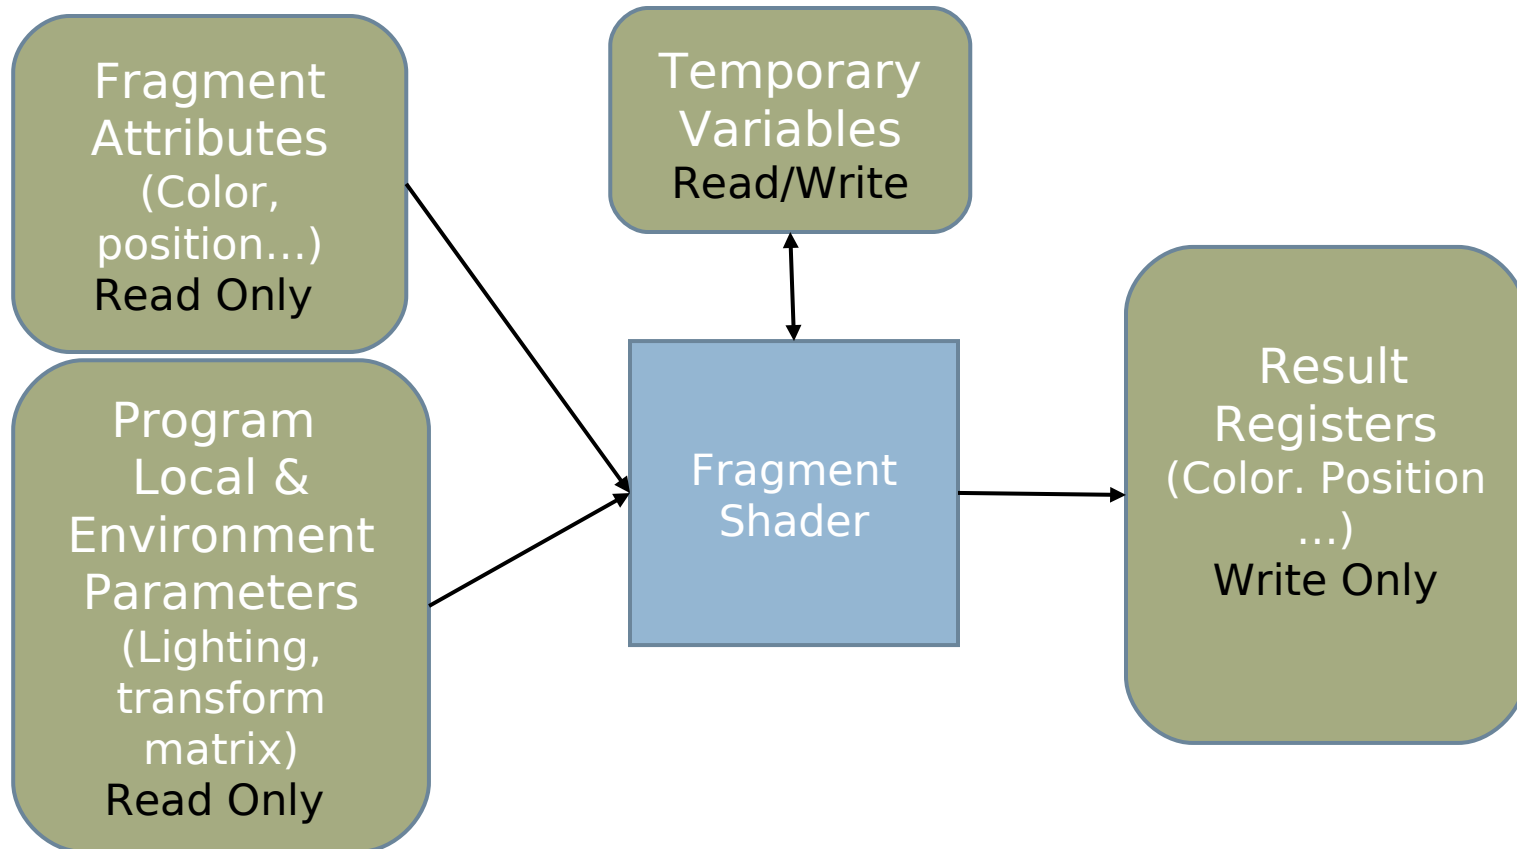 Fragment
Attributes
(Color,
position...)
Read Only
Temporary
Variables
Read/Write
Program
Local &
Environment
Parameters
(Lighting,
transform
matrix)
Read Only
Fragment
Shader
Result
Registers
(Color. Position
...)
Write Only